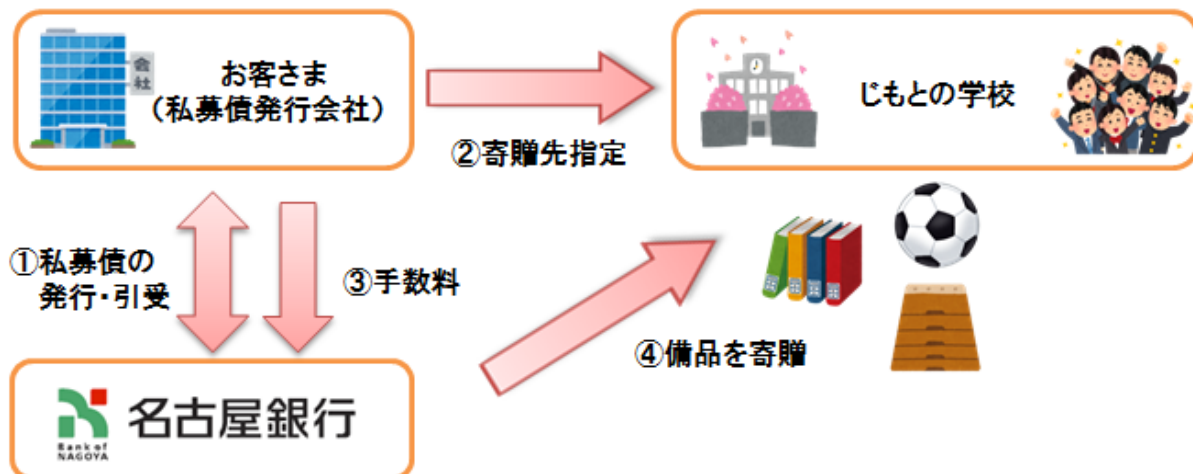 会社
お客さま
（私募債発行会社）
じもとの学校
②寄贈先指定
①私募債の
発行・引受
③手数料
④備品を寄贈
名古屋銀行
Bank of
NAGOYA